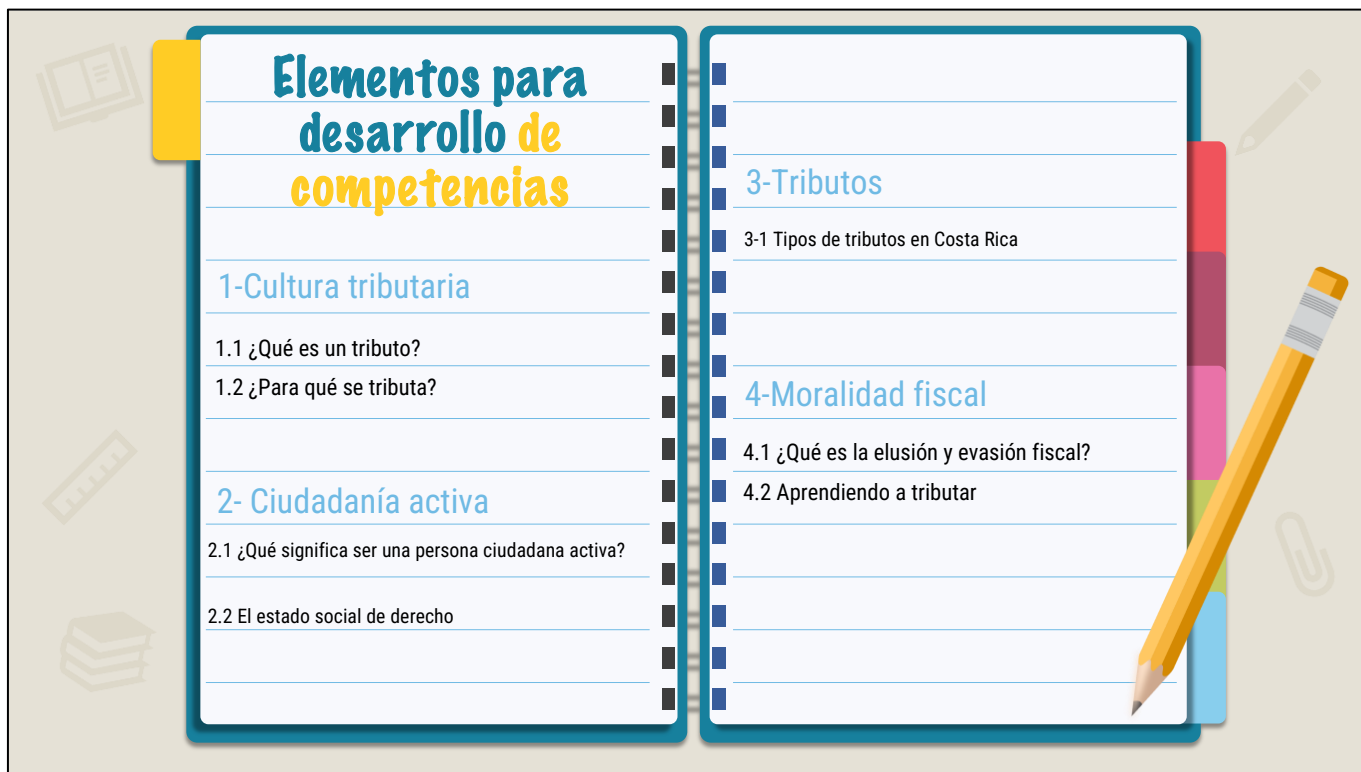 Elementos para
desarrollo de
competencias
1-Cultura tributaria
1.1 ¿Qué es un tributo?
1.2 ¿Para qué se tributa?
2- Ciudadanía activa
2.1 ¿Qué significa ser una persona ciudadana activa?
2.2 El estado social de derecho
3-Tributos
3-1 Tipos de tributos en Costa Rica
4-Moralidad fiscal
4.1 ¿Qué es la elusión y evasión fiscal?
4.2 Aprendiendo a tributar